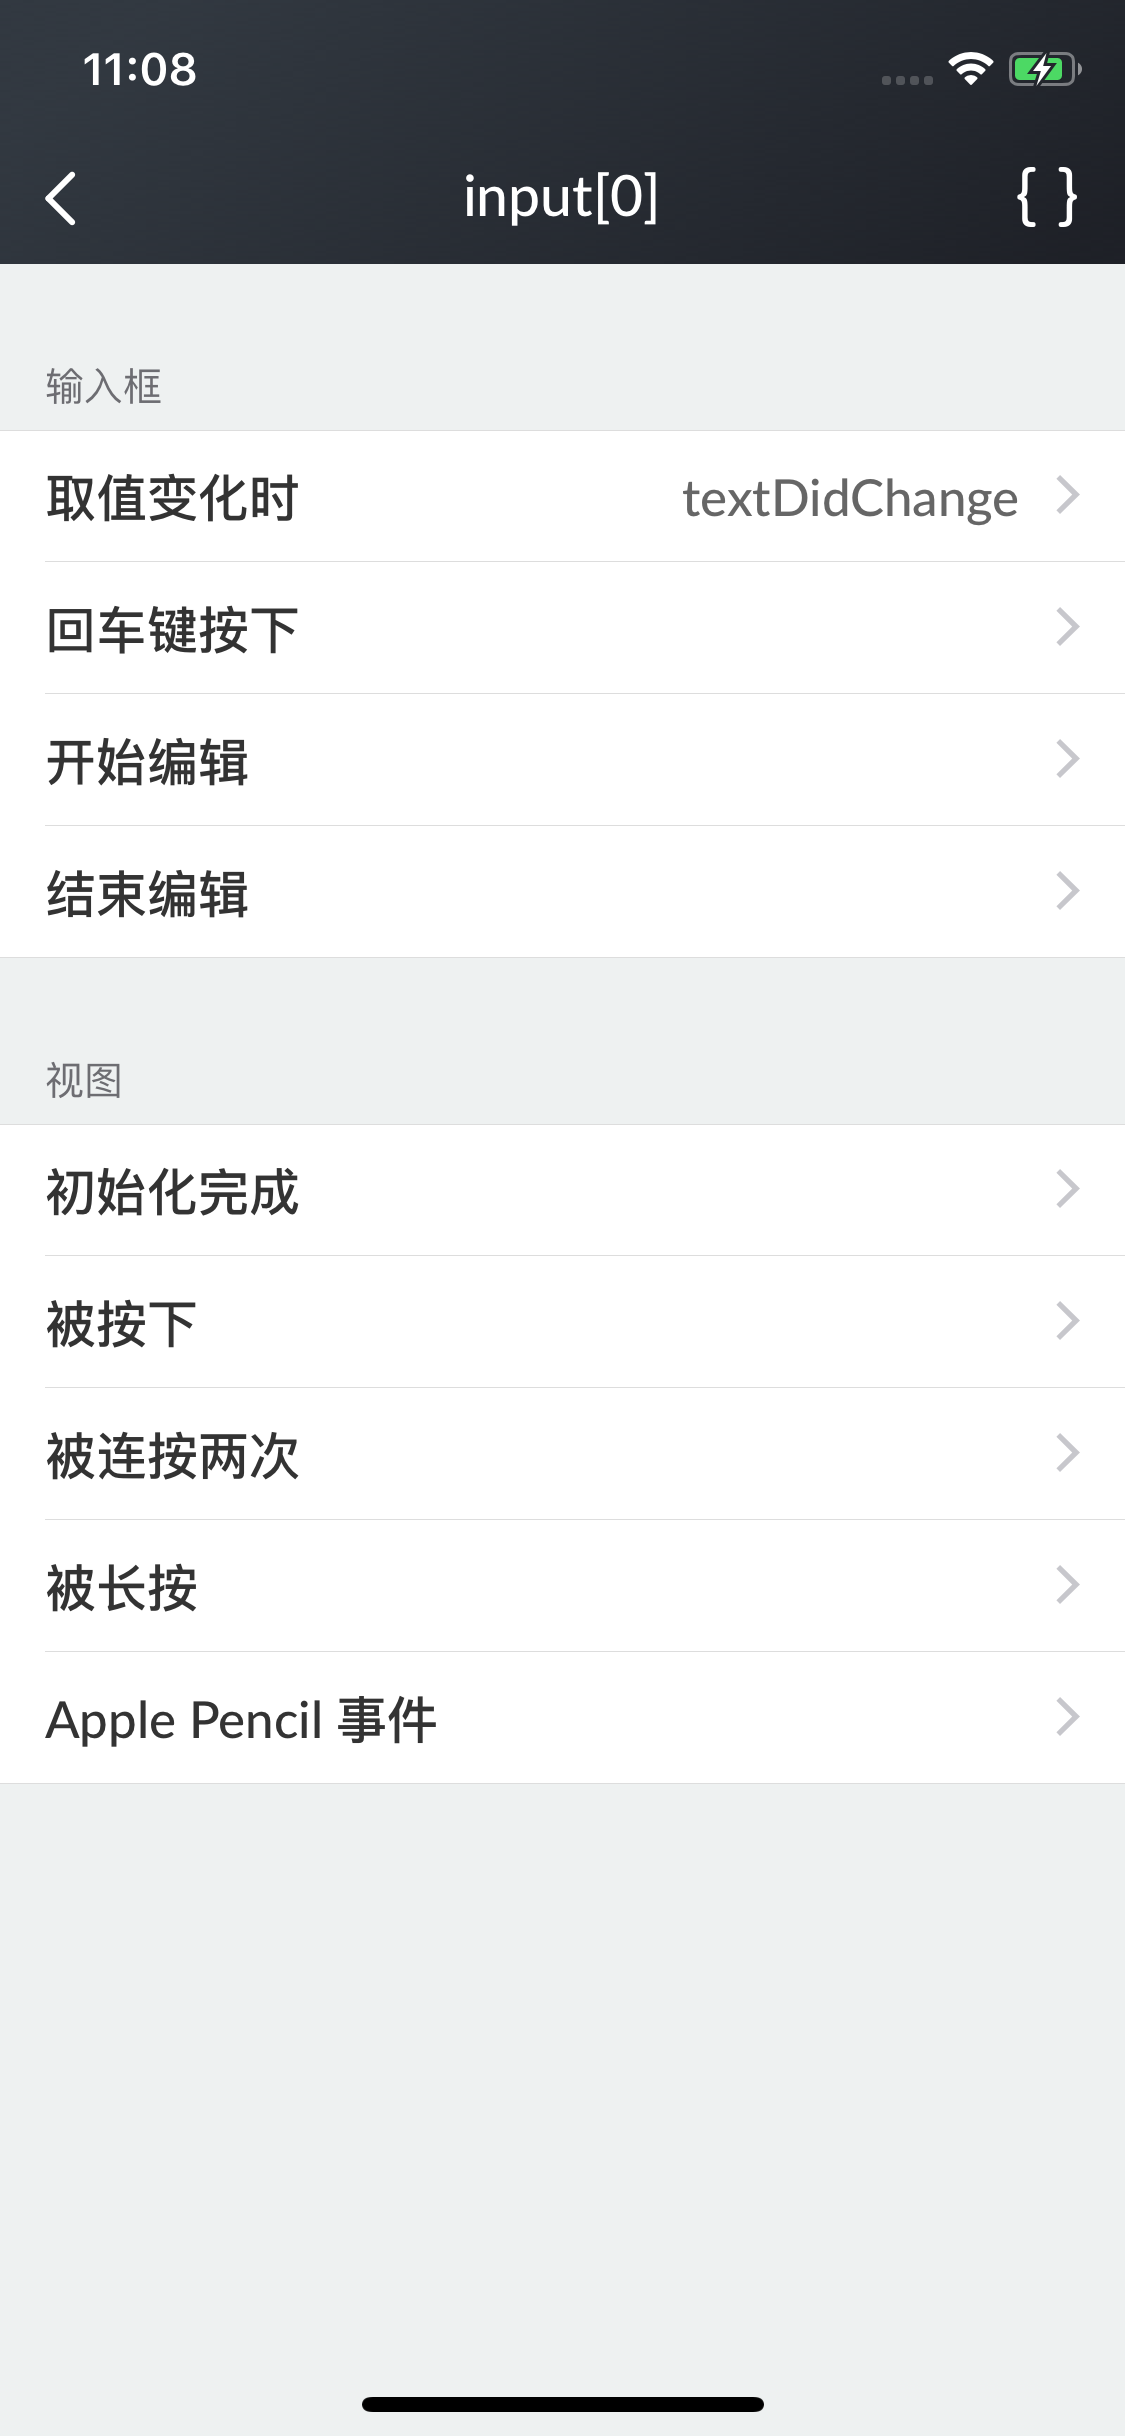 11:08
input[0]
{ }
输入框
取值变化时 textDidChange
回车键按下
开始编辑
结束编辑
视图
初始化完成
被按下
被连按两次
被长按
Apple Pencil 事件